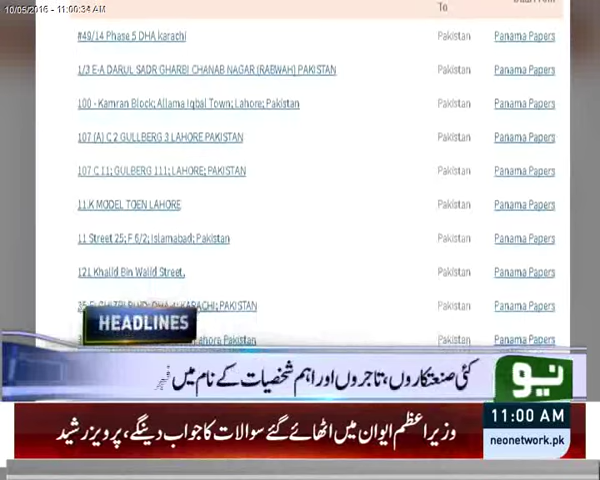 10/05/2016 - 11:00:34 AM
To
Data From
#49/14 Phase 5 DHA karachi Pakistan Panama Papers
1/3 E-A DARUL SADR GHARBI CHANAB NAGAR (RABWAH) PAKISTAN Pakistan Panama Papers
100 - Kamran Block; Allama Iqbal Town; Lahore; Pakistan Pakistan Panama Papers
107 (A) C 2 GULLBERG 3 LAHORE PAKISTAN Pakistan Panama Papers
107 C 11; GULBERG 111; LAHORE; PAKISTAN Pakistan Panama Papers
11.K MODEL TOEN LAHORE Pakistan Panama Papers
11 Street 25; F 6/2; Islamabad; Pakistan Pakistan Panama Papers
121 Khalid Bin Walid Street, Pakistan Panama Papers
KARACHI; PAKISTAN Pakistan Panama Papers
Lahore Pakistan Pakistan Panama Papers
HEADLINES
کئی صنعتکاروں، تاجروں اور اہم شخصیات کے نام میں
نیو
وزیراعظم ایوان میں اٹھائے گئے سوالات کا جواب دینگے، پرویز رشید
11:00 AM
neonetwork.pk